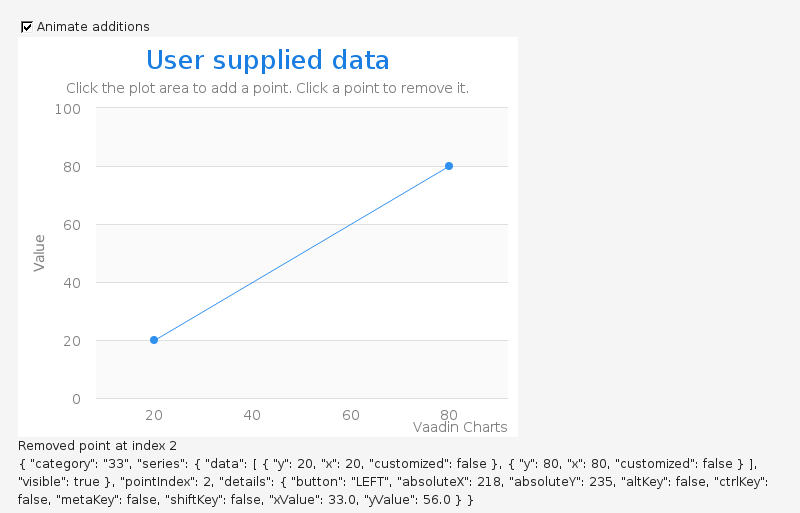 Animate additions
User supplied data
Click the plot area to add a point. Click a point to remove it.
100
80
60
40
20
0
Value
20 40 60 80
Vaadin Charts
Removed point at index 2
{ "category": "33", "series": { "data": [ { "y": 20, "x": 20, "customized": false }, { "y": 80, "x": 80, "customized": false } ],
"visible": true }, "pointIndex": 2, "details": { "button": "LEFT", "absoluteX": 218, "absoluteY": 235, "altKey": false, "ctrlKey":
false, "metaKey": false, "shiftKey": false, "xValue": 33.0, "yValue": 56.0 } }